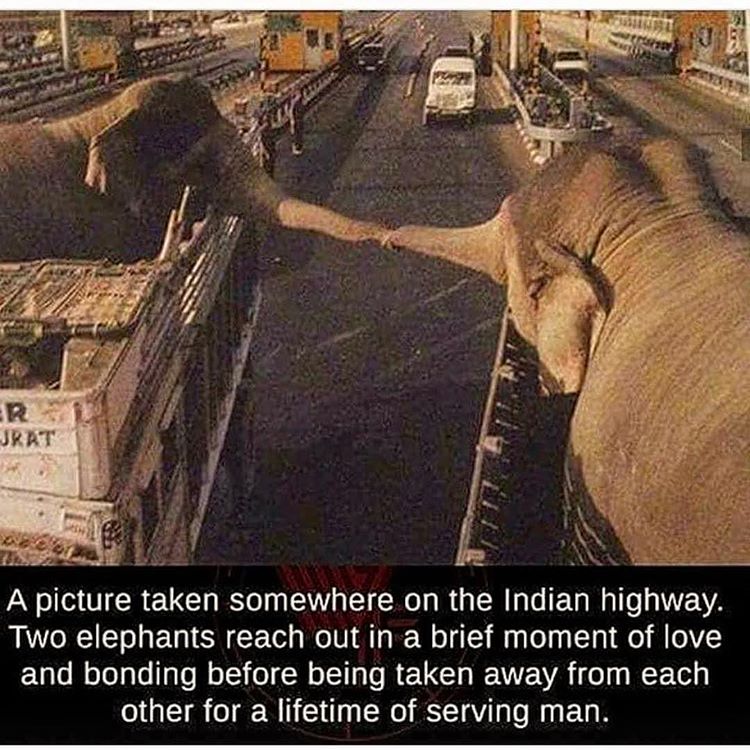 R
JRAT
A picture taken somewhere on the Indian highway.
Two elephants reach out in a brief moment of love
and bonding before being taken away from each
other for a lifetime of serving man.